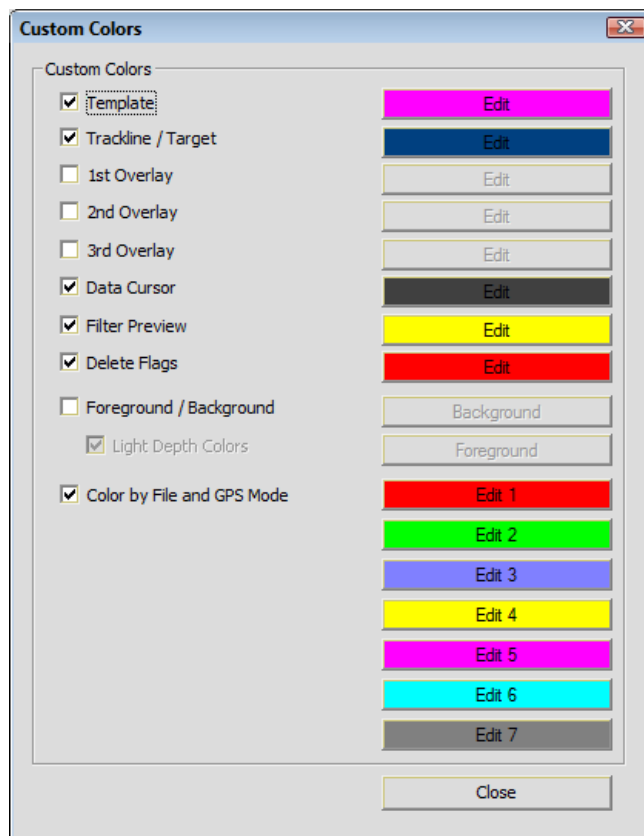 Custom Colors
Custom Colors
Template Edit
Trackline / Target Edit
1st Overlay Edit
2nd Overlay Edit
3rd Overlay Edit
Data Cursor Edit
Filter Preview Edit
Delete Flags Edit
Foreground / Background Background
Light Depth Colors Foreground
Color by File and GPS Mode Edit 1
Edit 2
Edit 3
Edit 4
Edit 5
Edit 6
Edit 7
Close